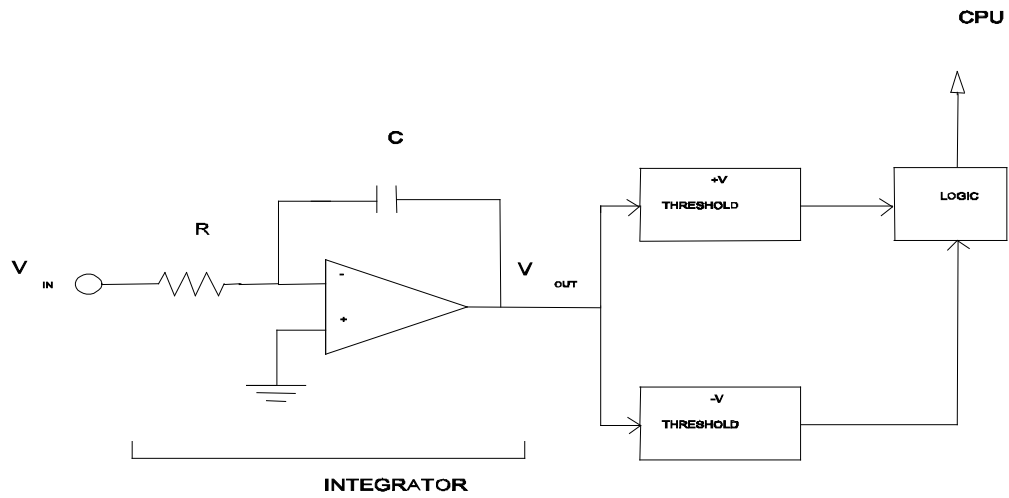 CPU
C
+V
THRESHOLD
LOGIC
R
V IN
-
+
V OUT
-V
THRESHOLD
INTEGRATOR